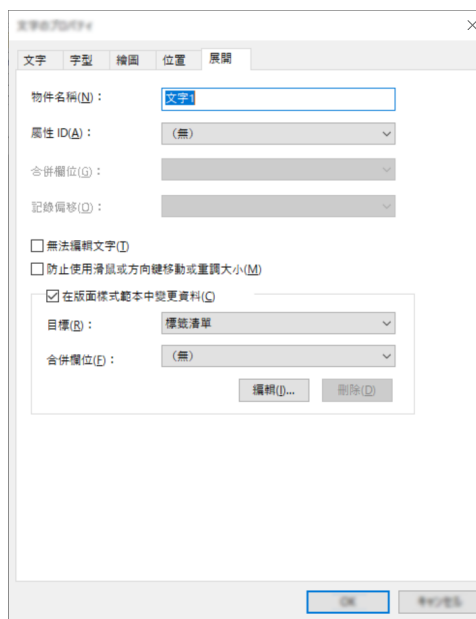 文字 字型 繪圖 位置 展開
物件名稱(N)： 文字1
屬性 ID(A)： （無）
合併欄位(G)：
記錄偏移(O)：
無法編輯文字(T)
防止使用滑鼠或方向鍵移動或重調大小(M)
在版面樣式範本中變更資料(C)
目標(R)： 標籤清單
合併欄位(F)： （無）
編輯(J)... 刪除(D)